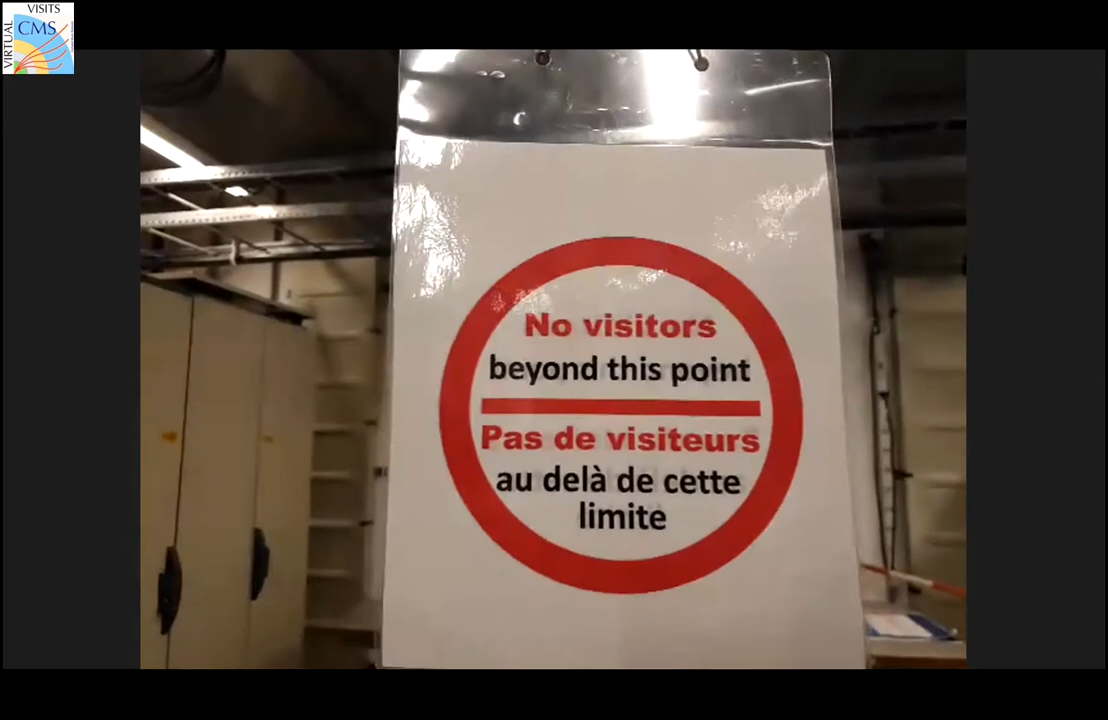 VISITS
VIRTUAL
CMS
No visitors
beyond this point
Pas de visiteurs
au delà de cette
limite